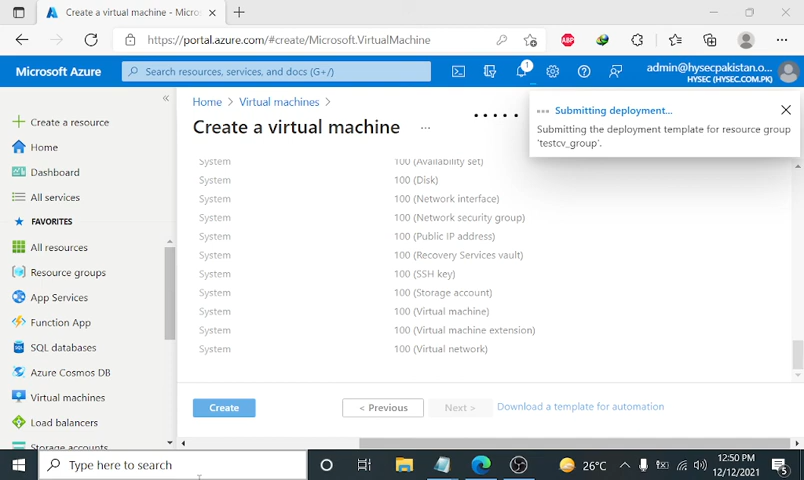 Create a virtual machine - Micros
https://portal.azure.com/#create/Microsoft.VirtualMachine
ABP
Microsoft Azure
Search resources, services, and docs (G+/)
1
admin@hysecpakistan.o...
HYSEC (HYSEC.COM.PK)
Create a resource
Home
Dashboard
All services
FAVORITES
All resources
Resource groups
App Services
Function App
SQL databases
Azure Cosmos DB
Virtual machines
Load balancers
Storage accounts
Home > Virtual machines >
Create a virtual machine ...
Submitting deployment...
Submitting the deployment template for resource group
'testcv_group'.
System 100 (Availability set)
System 100 (Disk)
System 100 (Network interface)
System 100 (Network security group)
System 100 (Public IP address)
System 100 (Recovery Services vault)
System 100 (SSH key)
System 100 (Storage account)
System 100 (Virtual machine)
System 100 (Virtual machine extension)
System 100 (Virtual network)
Create
< Previous
Next >
Download a template for automation
Type here to search
26°C
12:50 PM
12/12/2021
5